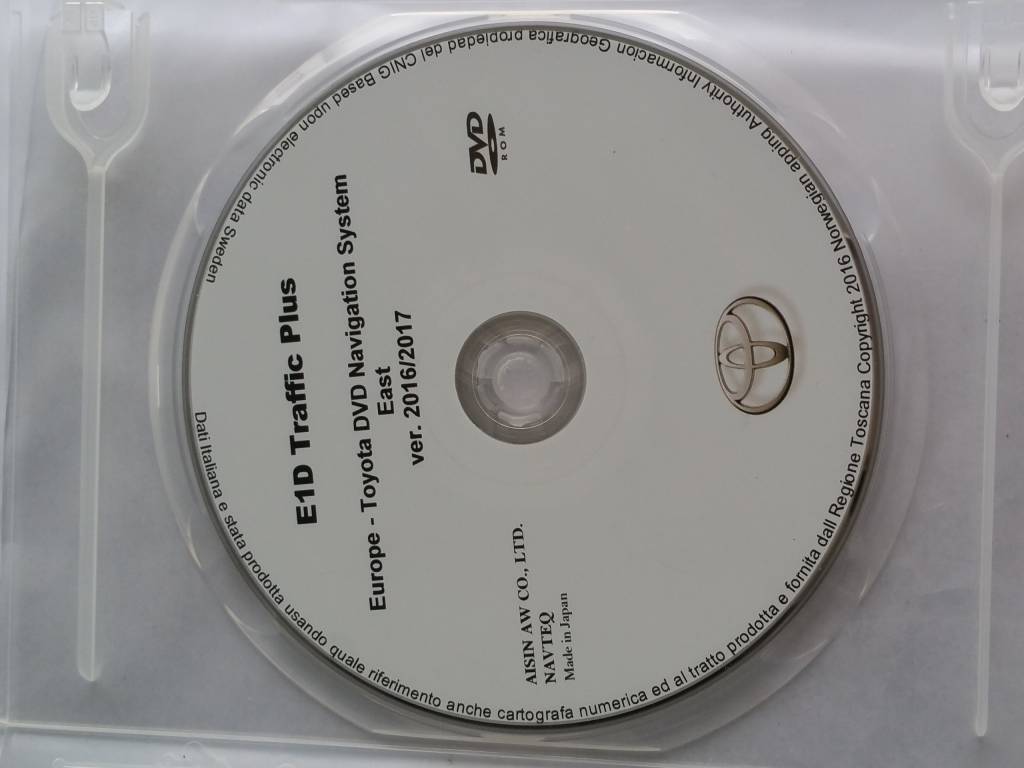 E1D Traffic Plus
Europe - Toyota DVD Navigation System
East
ver. 2016/2017
DVD
ROM
AISIN AW CO., LTD.
NAVTEQ
Made in Japan
Dati Italiana e stata prodotta usando quale riferimento anche cartografa numerica ed al tratto prodotta e fornita dall Regione Toscana Copyright 2016 Norwegian apping Authority Informacion Geografica propiedad del CNIG Based upon electronic data Sweden